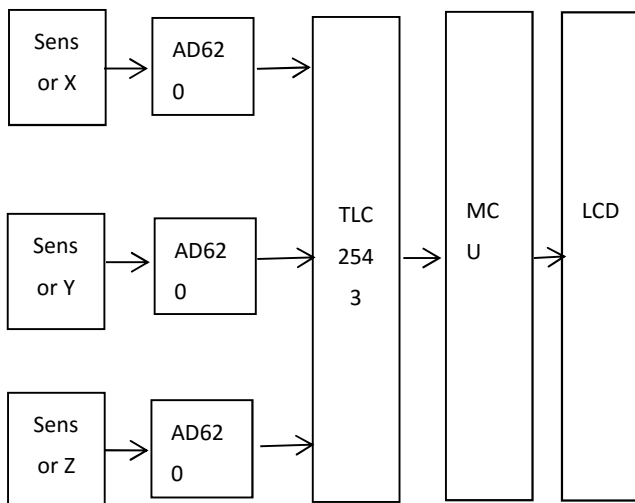 Sens
or X
AD62
0
Sens
or Y
AD62
0
Sens
or Z
AD62
0
TLC
254
3
MC
U
LCD